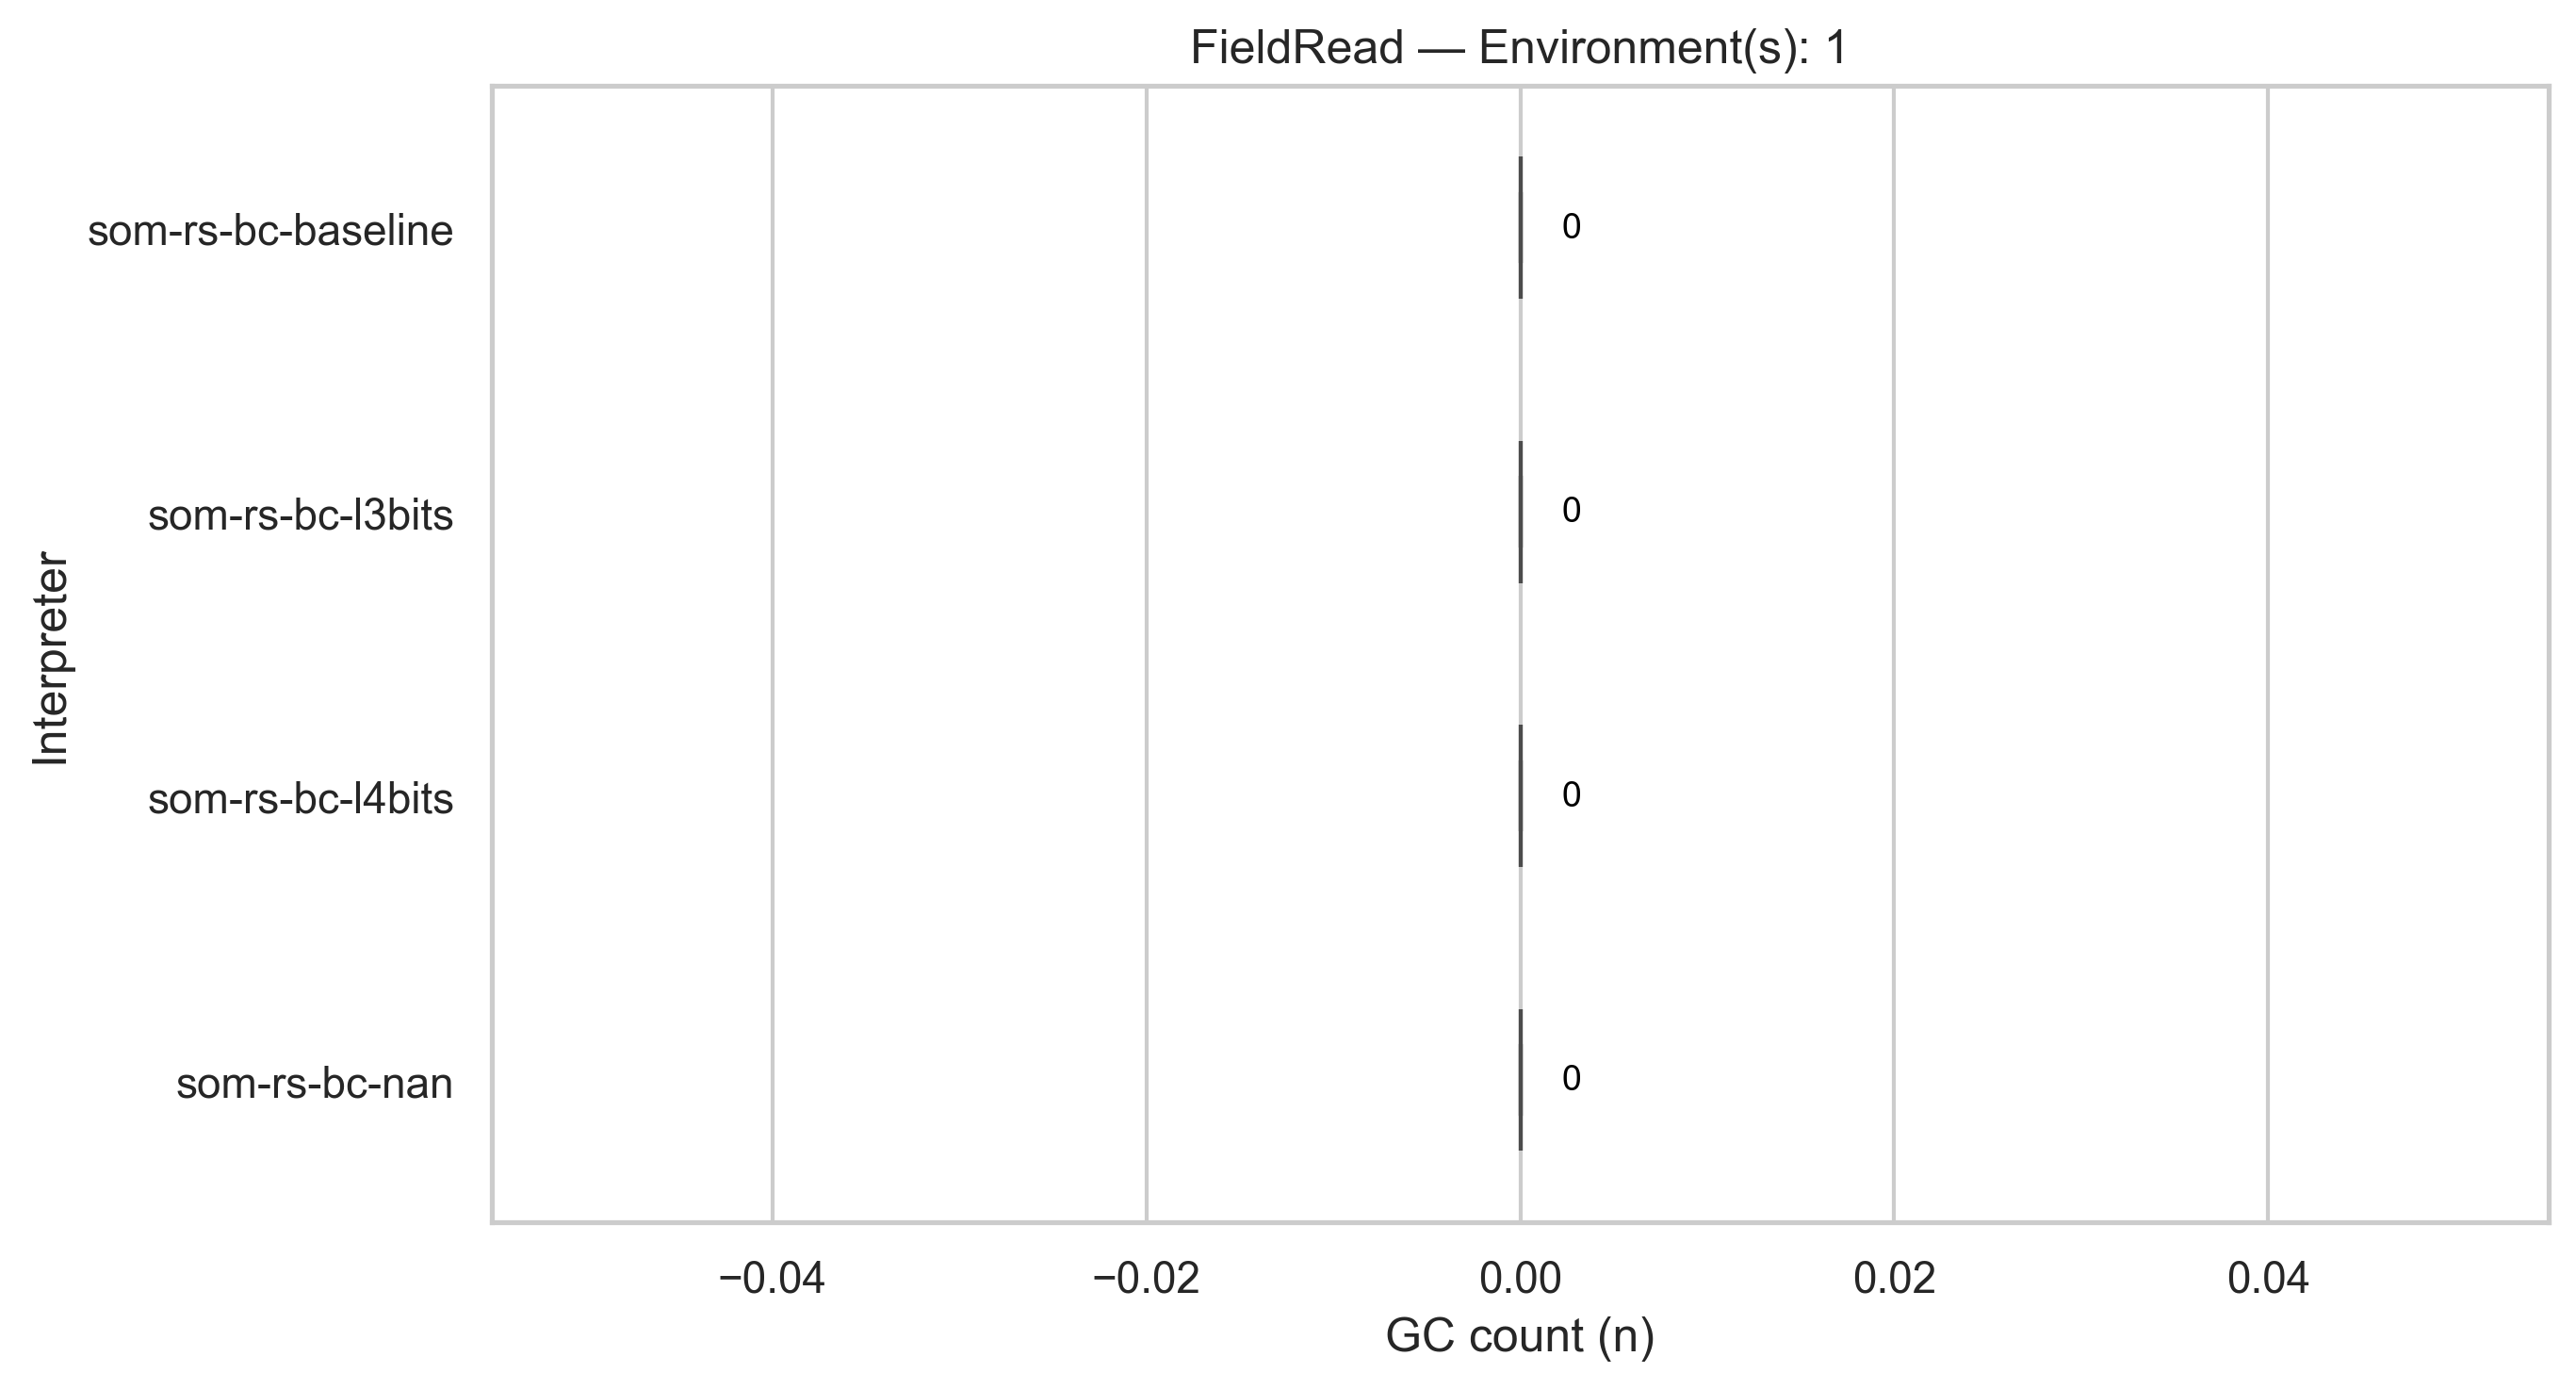 FieldRead — Environment(s): 1
som-rs-bc-baseline
0
som-rs-bc-l3bits
0
Interpreter
som-rs-bc-l4bits
0
som-rs-bc-nan
0
−0.04
−0.02
0.00
0.02
0.04
GC count (n)